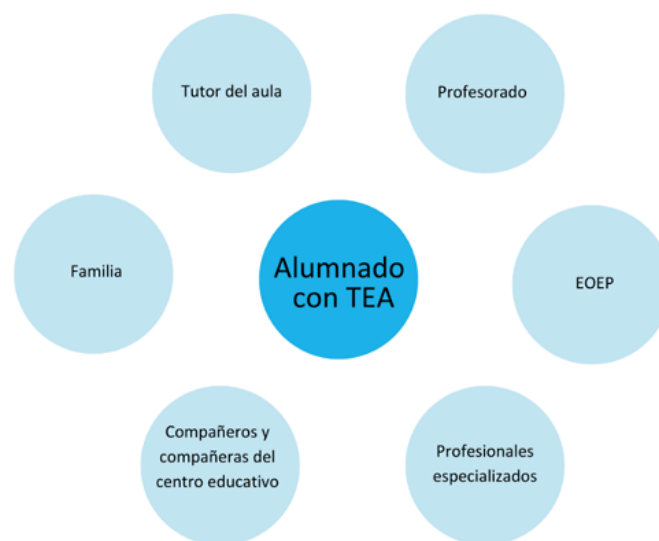 Tutor del aula
Profesorado
Familia
Alumnado
con TEA
EOEP
Compañeros y
compañeras del
centro educativo
Profesionales
especializados